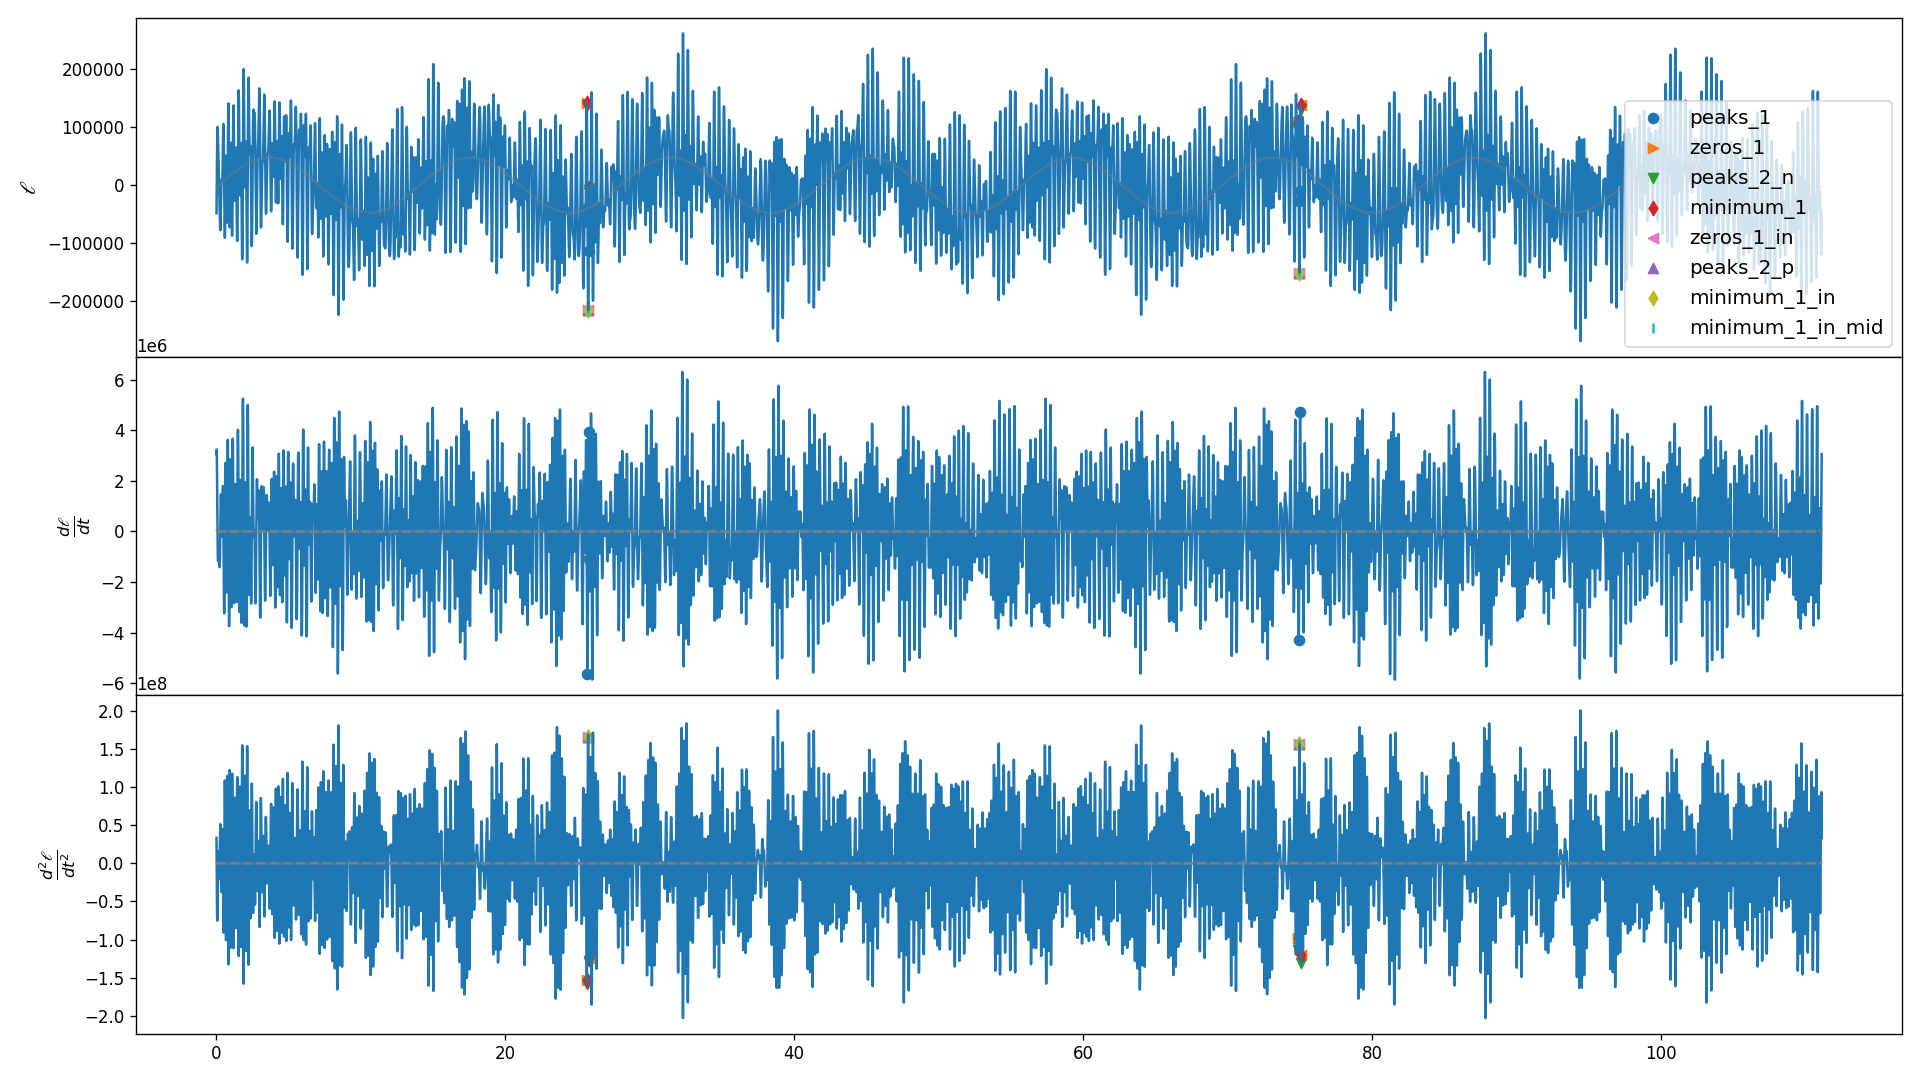 200000
100000
0
−100000
−200000
ℓ
peaks_1
zeros_1
peaks_2_n
minimum_1
zeros_1_in
peaks_2_p
minimum_1_in
minimum_1_in_mid
1e6
6
4
2
0
−2
−4
−6
dℓ
dt
1e8
2.0
1.5
1.0
0.5
0.0
−0.5
−1.0
−1.5
−2.0
d²ℓ
dt²
0 20 40 60 80 100